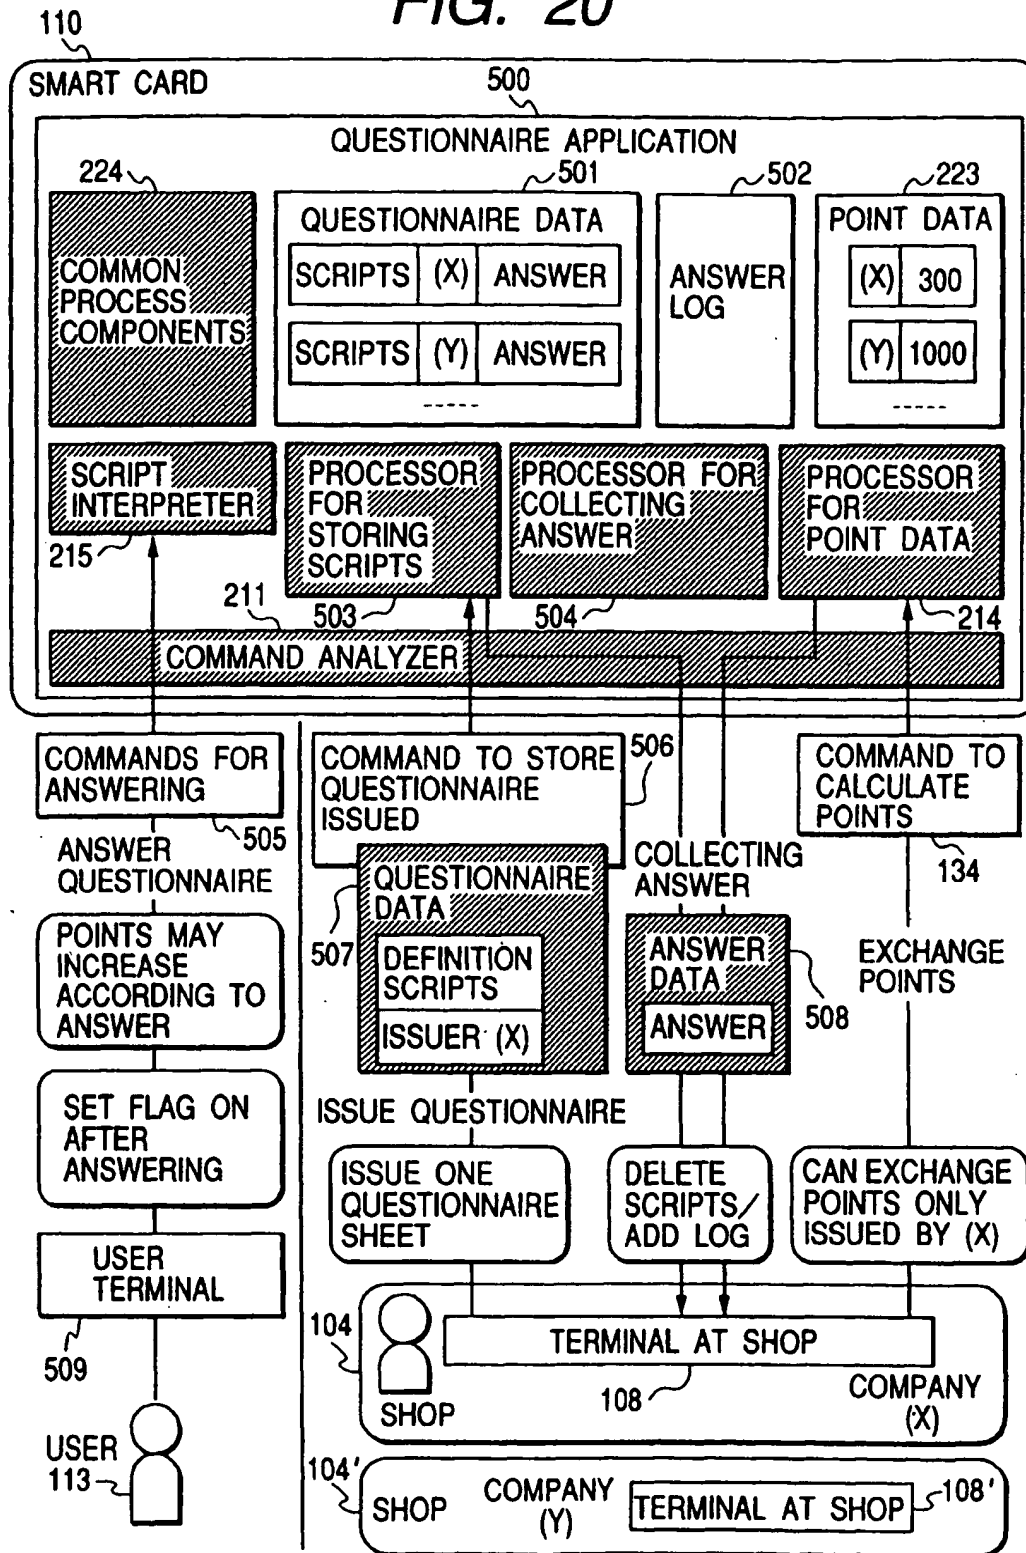 FIG. 20
110
SMART CARD
500
QUESTIONNAIRE APPLICATION
224
501
502
223
COMMON
PROCESS
COMPONENTS
QUESTIONNAIRE DATA
SCRIPTS (X) ANSWER
SCRIPTS (Y) ANSWER
-----
ANSWER
LOG
POINT DATA
(X) 300
(Y) 1000
-----
SCRIPT
INTERPRETER
215
PROCESSOR
FOR
STORING
SCRIPTS
503
PROCESSOR FOR
COLLECTING
ANSWER
504
PROCESSOR
FOR
POINT DATA
214
211
COMMAND ANALYZER
COMMANDS FOR
ANSWERING
505
ANSWER
QUESTIONNAIRE
POINTS MAY
INCREASE
ACCORDING TO
ANSWER
SET FLAG ON
AFTER
ANSWERING
USER
TERMINAL
509
USER
113
COMMAND TO STORE
QUESTIONNAIRE
ISSUED
506
QUESTIONNAIRE
DATA
507
DEFINITION
SCRIPTS
ISSUER (X)
ISSUE QUESTIONNAIRE
ISSUE ONE
QUESTIONNAIRE
SHEET
COLLECTING
ANSWER
ANSWER
DATA
ANSWER
508
DELETE
SCRIPTS/
ADD LOG
COMMAND TO
CALCULATE
POINTS
134
EXCHANGE
POINTS
CAN EXCHANGE
POINTS ONLY
ISSUED BY (X)
104
TERMINAL AT SHOP
108
SHOP
COMPANY
(X)
104'
SHOP
COMPANY
(Y)
TERMINAL AT SHOP
108'